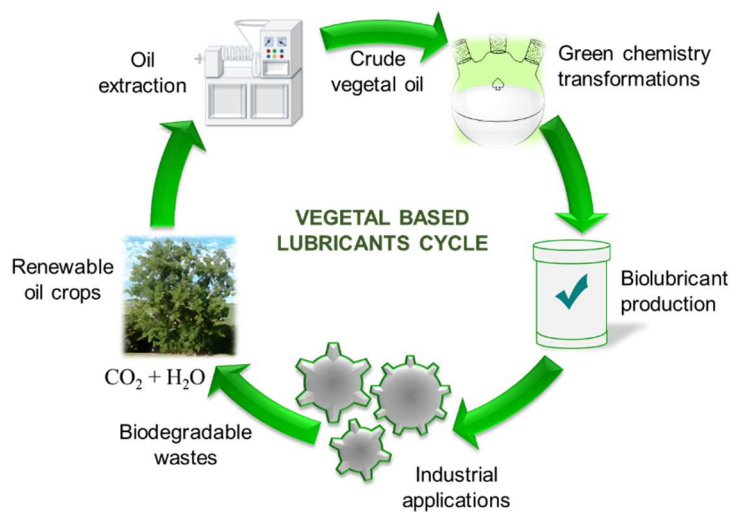 Oil
extraction
Crude
vegetal oil
Green chemistry
transformations
VEGETAL BASED
LUBRICANTS CYCLE
Renewable
oil crops
Biolubricant
production
CO₂ + H₂O
Biodegradable
wastes
Industrial
applications